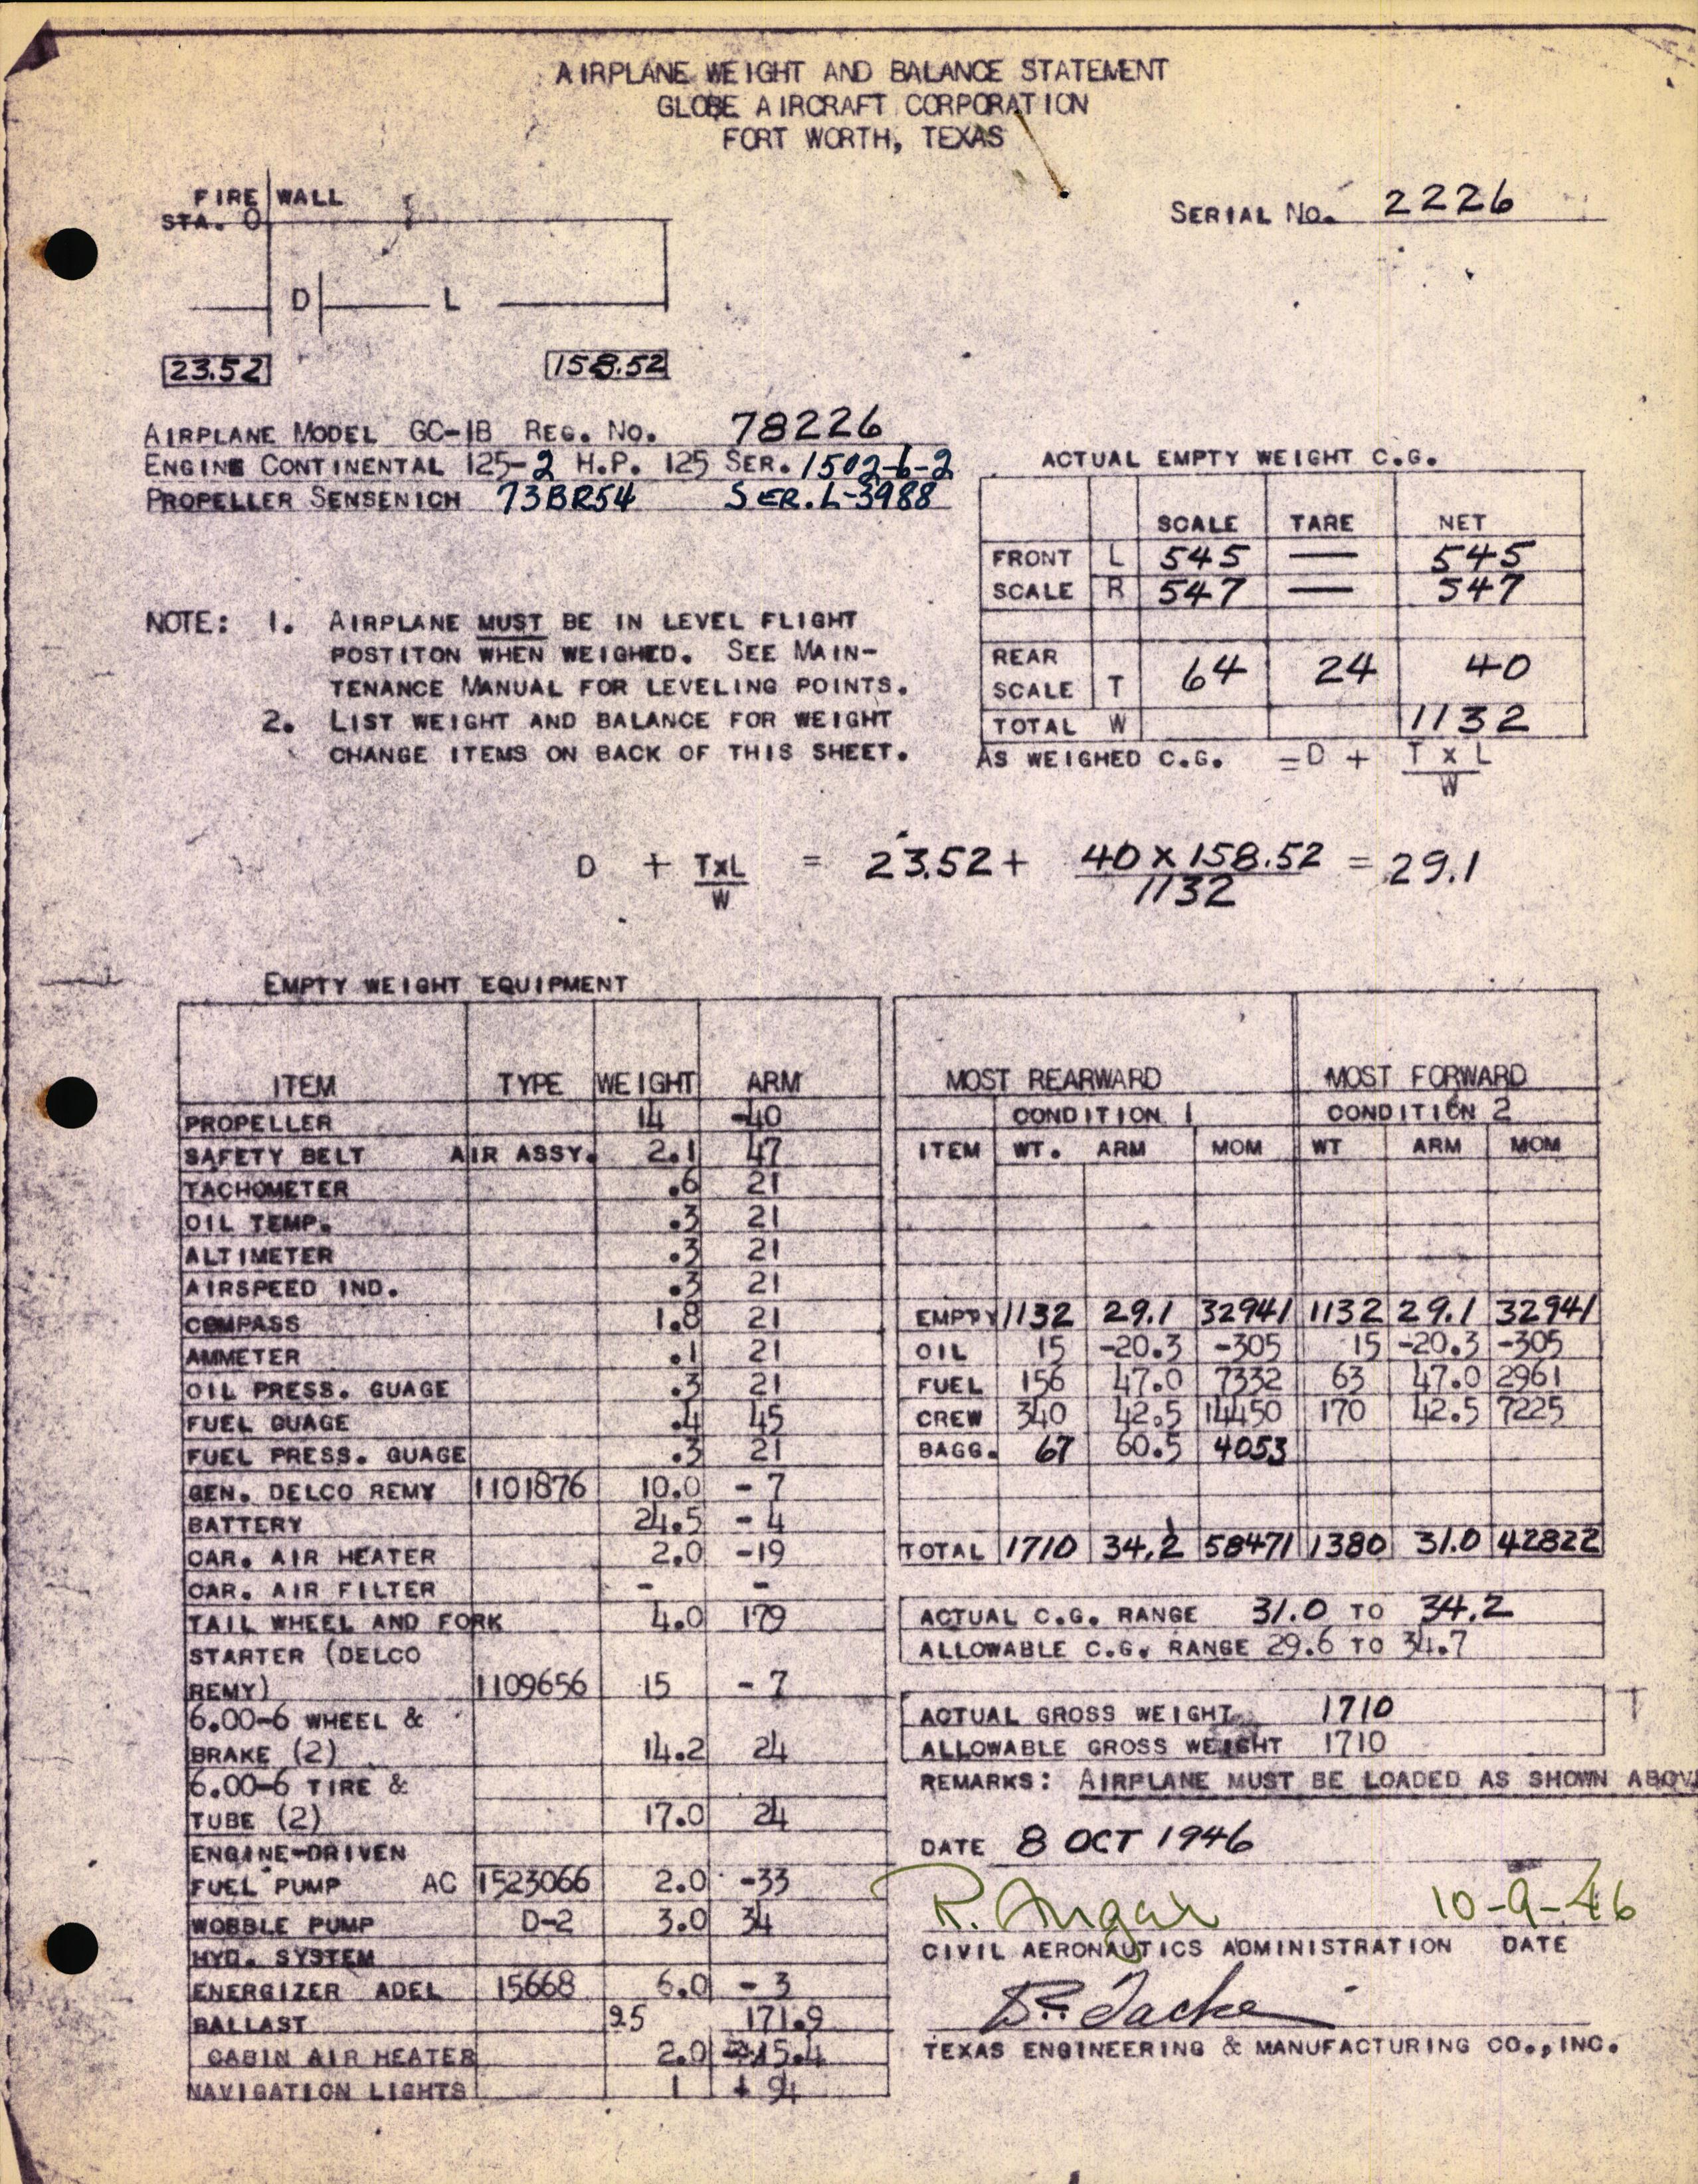 AIRPLANE WEIGHT AND BALANCE STATEMENT
GLOBE AIRCRAFT CORPORATION
FORT WORTH, TEXAS
FIRE WALL
STA. 0
SERIAL NO. 2226
D L
23.52 158.52
AIRPLANE MODEL GC-1B REG. NO. 78226
ENGINE CONTINENTAL 125-2 H.P. 125 SER. 1502-6-2
PROPELLER SENSENICH 73BR54 SER. L-3988
NOTE: 1. AIRPLANE MUST BE IN LEVEL FLIGHT
POSTITON WHEN WEIGHED. SEE MAIN-
TENANCE MANUAL FOR LEVELING POINTS.
2. LIST WEIGHT AND BALANCE FOR WEIGHT
CHANGE ITEMS ON BACK OF THIS SHEET.
ACTUAL EMPTY WEIGHT C.G.
SCALE TARE NET
FRONT L 545 — 545
SCALE R 547 — 547
REAR
SCALE T 64 24 40
TOTAL W 1132
AS WEIGHED C.G. = D + T X L
W
D + TXL = 23.52 + 40 X 158.52 = 29.1
W 1132
EMPTY WEIGHT EQUIPMENT
ITEM TYPE WEIGHT ARM
PROPELLER 14 -40
SAFETY BELT AIR ASSY. 2.1 47
TACHOMETER .6 21
OIL TEMP. .3 21
ALTIMETER .3 21
AIRSPEED IND. .3 21
COMPASS 1.8 21
AMMETER .1 21
OIL PRESS. GUAGE .3 21
FUEL GUAGE .4 45
FUEL PRESS. GUAGE .3 21
GEN. DELCO REMY 1101876 10.0 - 7
BATTERY 24.5 - 4
CAR. AIR HEATER 2.0 -19
CAR. AIR FILTER - -
TAIL WHEEL AND FORK 4.0 179
STARTER (DELCO
REMY) 1109656 15 - 7
6.00-6 WHEEL &
BRAKE (2) 14.2 24
6.00-6 TIRE &
TUBE (2) 17.0 24
ENGINE-DRIVEN
FUEL PUMP AC 1523066 2.0 -33
WOBBLE PUMP D-2 3.0 34
HYD. SYSTEM
ENERGIZER ADEL 15668 6.0 - 3
BALLAST 171.9
CABIN AIR HEATER 2.0 15.4
NAVIGATION LIGHTS 1 + 94
MOST REARWARD MOST FORWARD
CONDITION 1 CONDITION 2
ITEM WT. ARM MOM WT ARM MOM
EMPTY 1132 29.1 32941 1132 29.1 32941
OIL 15 -20.3 -305 15 -20.3 -305
FUEL 156 47.0 7332 63 47.0 2961
CREW 340 42.5 14450 170 42.5 7225
BAGG. 67 60.5 4053
TOTAL 1710 34.2 58471 1380 31.0 42822
ACTUAL C.G. RANGE 31.0 TO 34.2
ALLOWABLE C.G. RANGE 29.6 TO 34.7
ACTUAL GROSS WEIGHT 1710
ALLOWABLE GROSS WEIGHT 1710
REMARKS: AIRPLANE MUST BE LOADED AS SHOWN ABOV
DATE 8 OCT 1946
R. 10-9-46
CIVIL AERONAUTICS ADMINISTRATION DATE
TEXAS ENGINEERING & MANUFACTURING CO., INC.